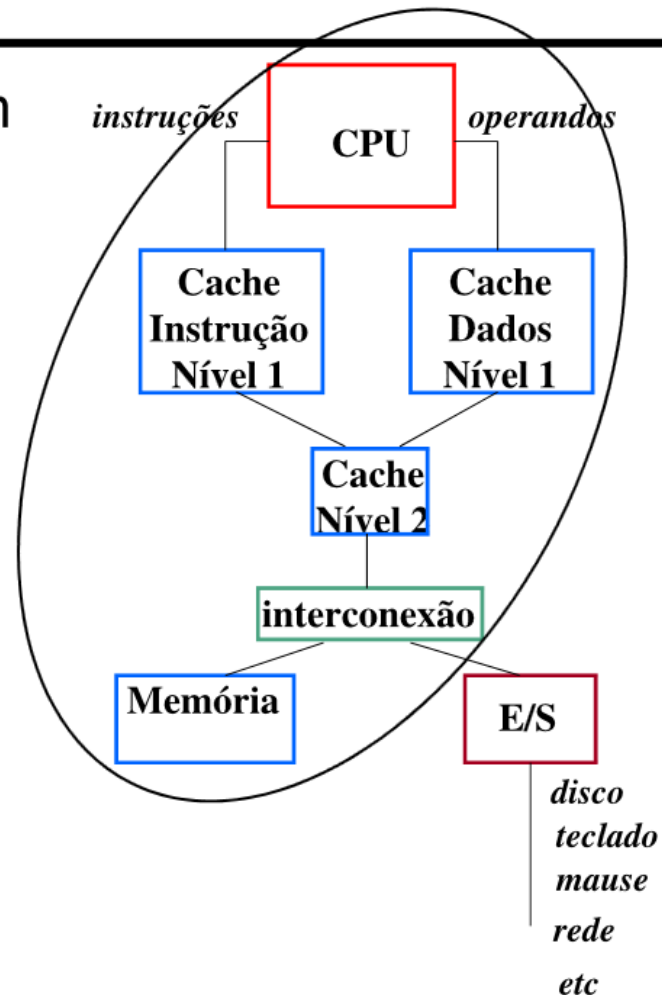 n
instruções
operandos
CPU
Cache
Instrução
Nível 1
Cache
Dados
Nível 1
Cache
Nível 2
interconexão
Memória
E/S
disco
teclado
mause
rede
etc